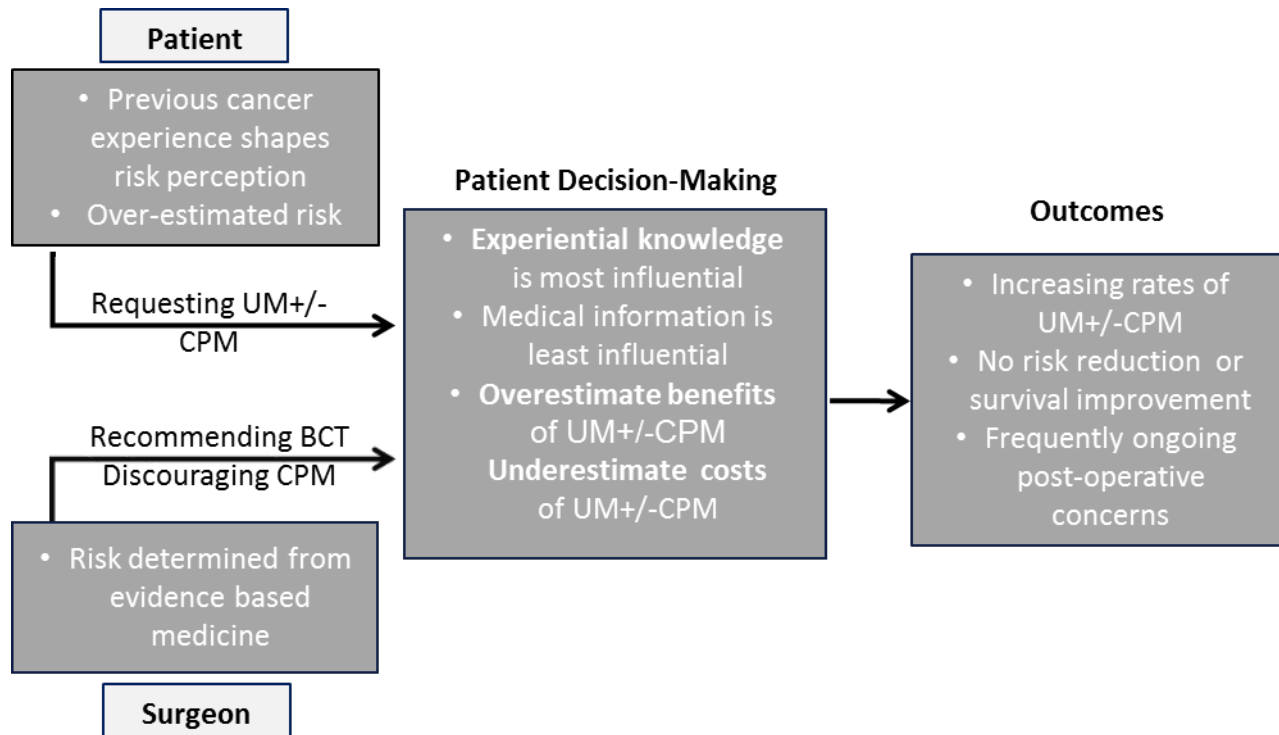 Patient
• Previous cancer
experience shapes
risk perception
• Over-estimated risk
Requesting UM+/-
CPM
Recommending BCT
Discouraging CPM
• Risk determined from
evidence based
medicine
Surgeon
Patient Decision-Making
• Experiential knowledge
is most influential
• Medical information is
least influential
• Overestimate benefits
of UM+/-CPM
Underestimate costs
of UM+/-CPM
Outcomes
• Increasing rates of
UM+/-CPM
• No risk reduction or
survival improvement
• Frequently ongoing
post-operative
concerns